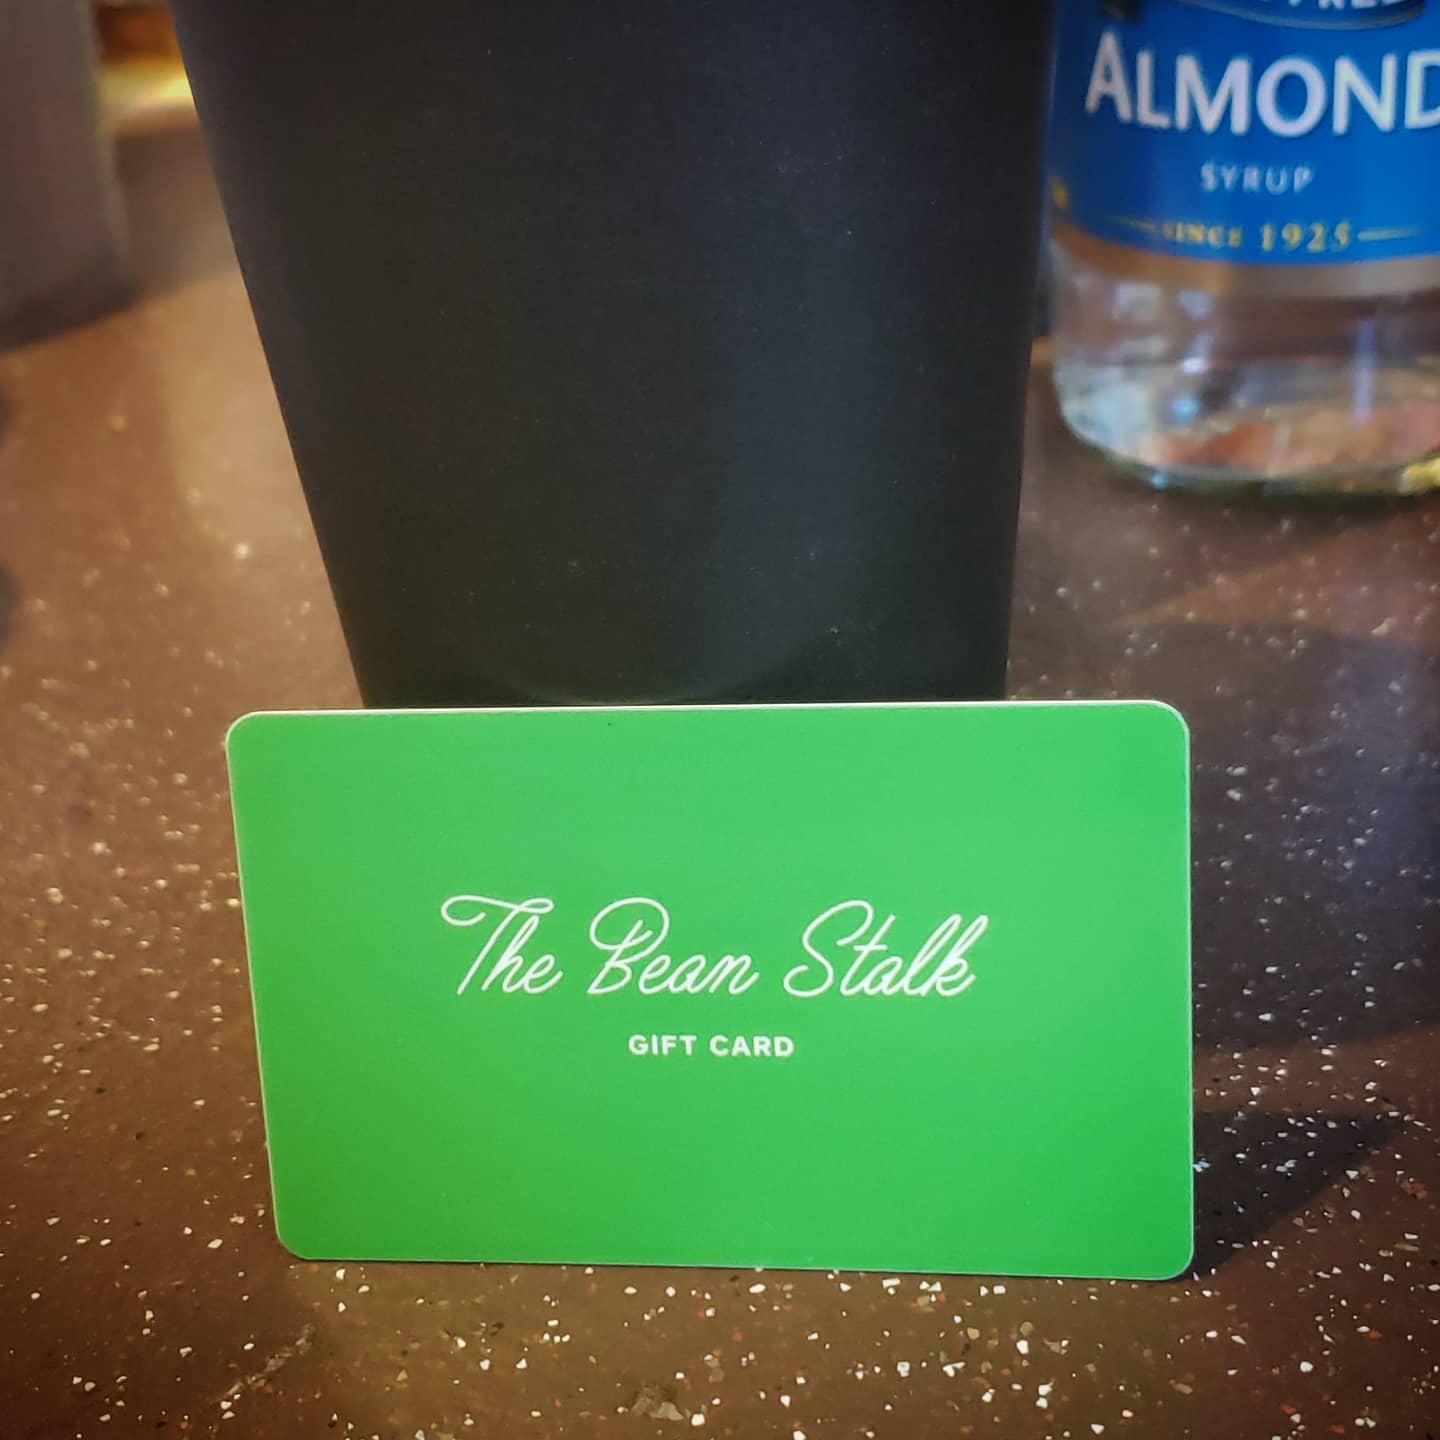 ALMOND
SYRUP
SINCE 1925
The Bean Stalk
GIFT CARD